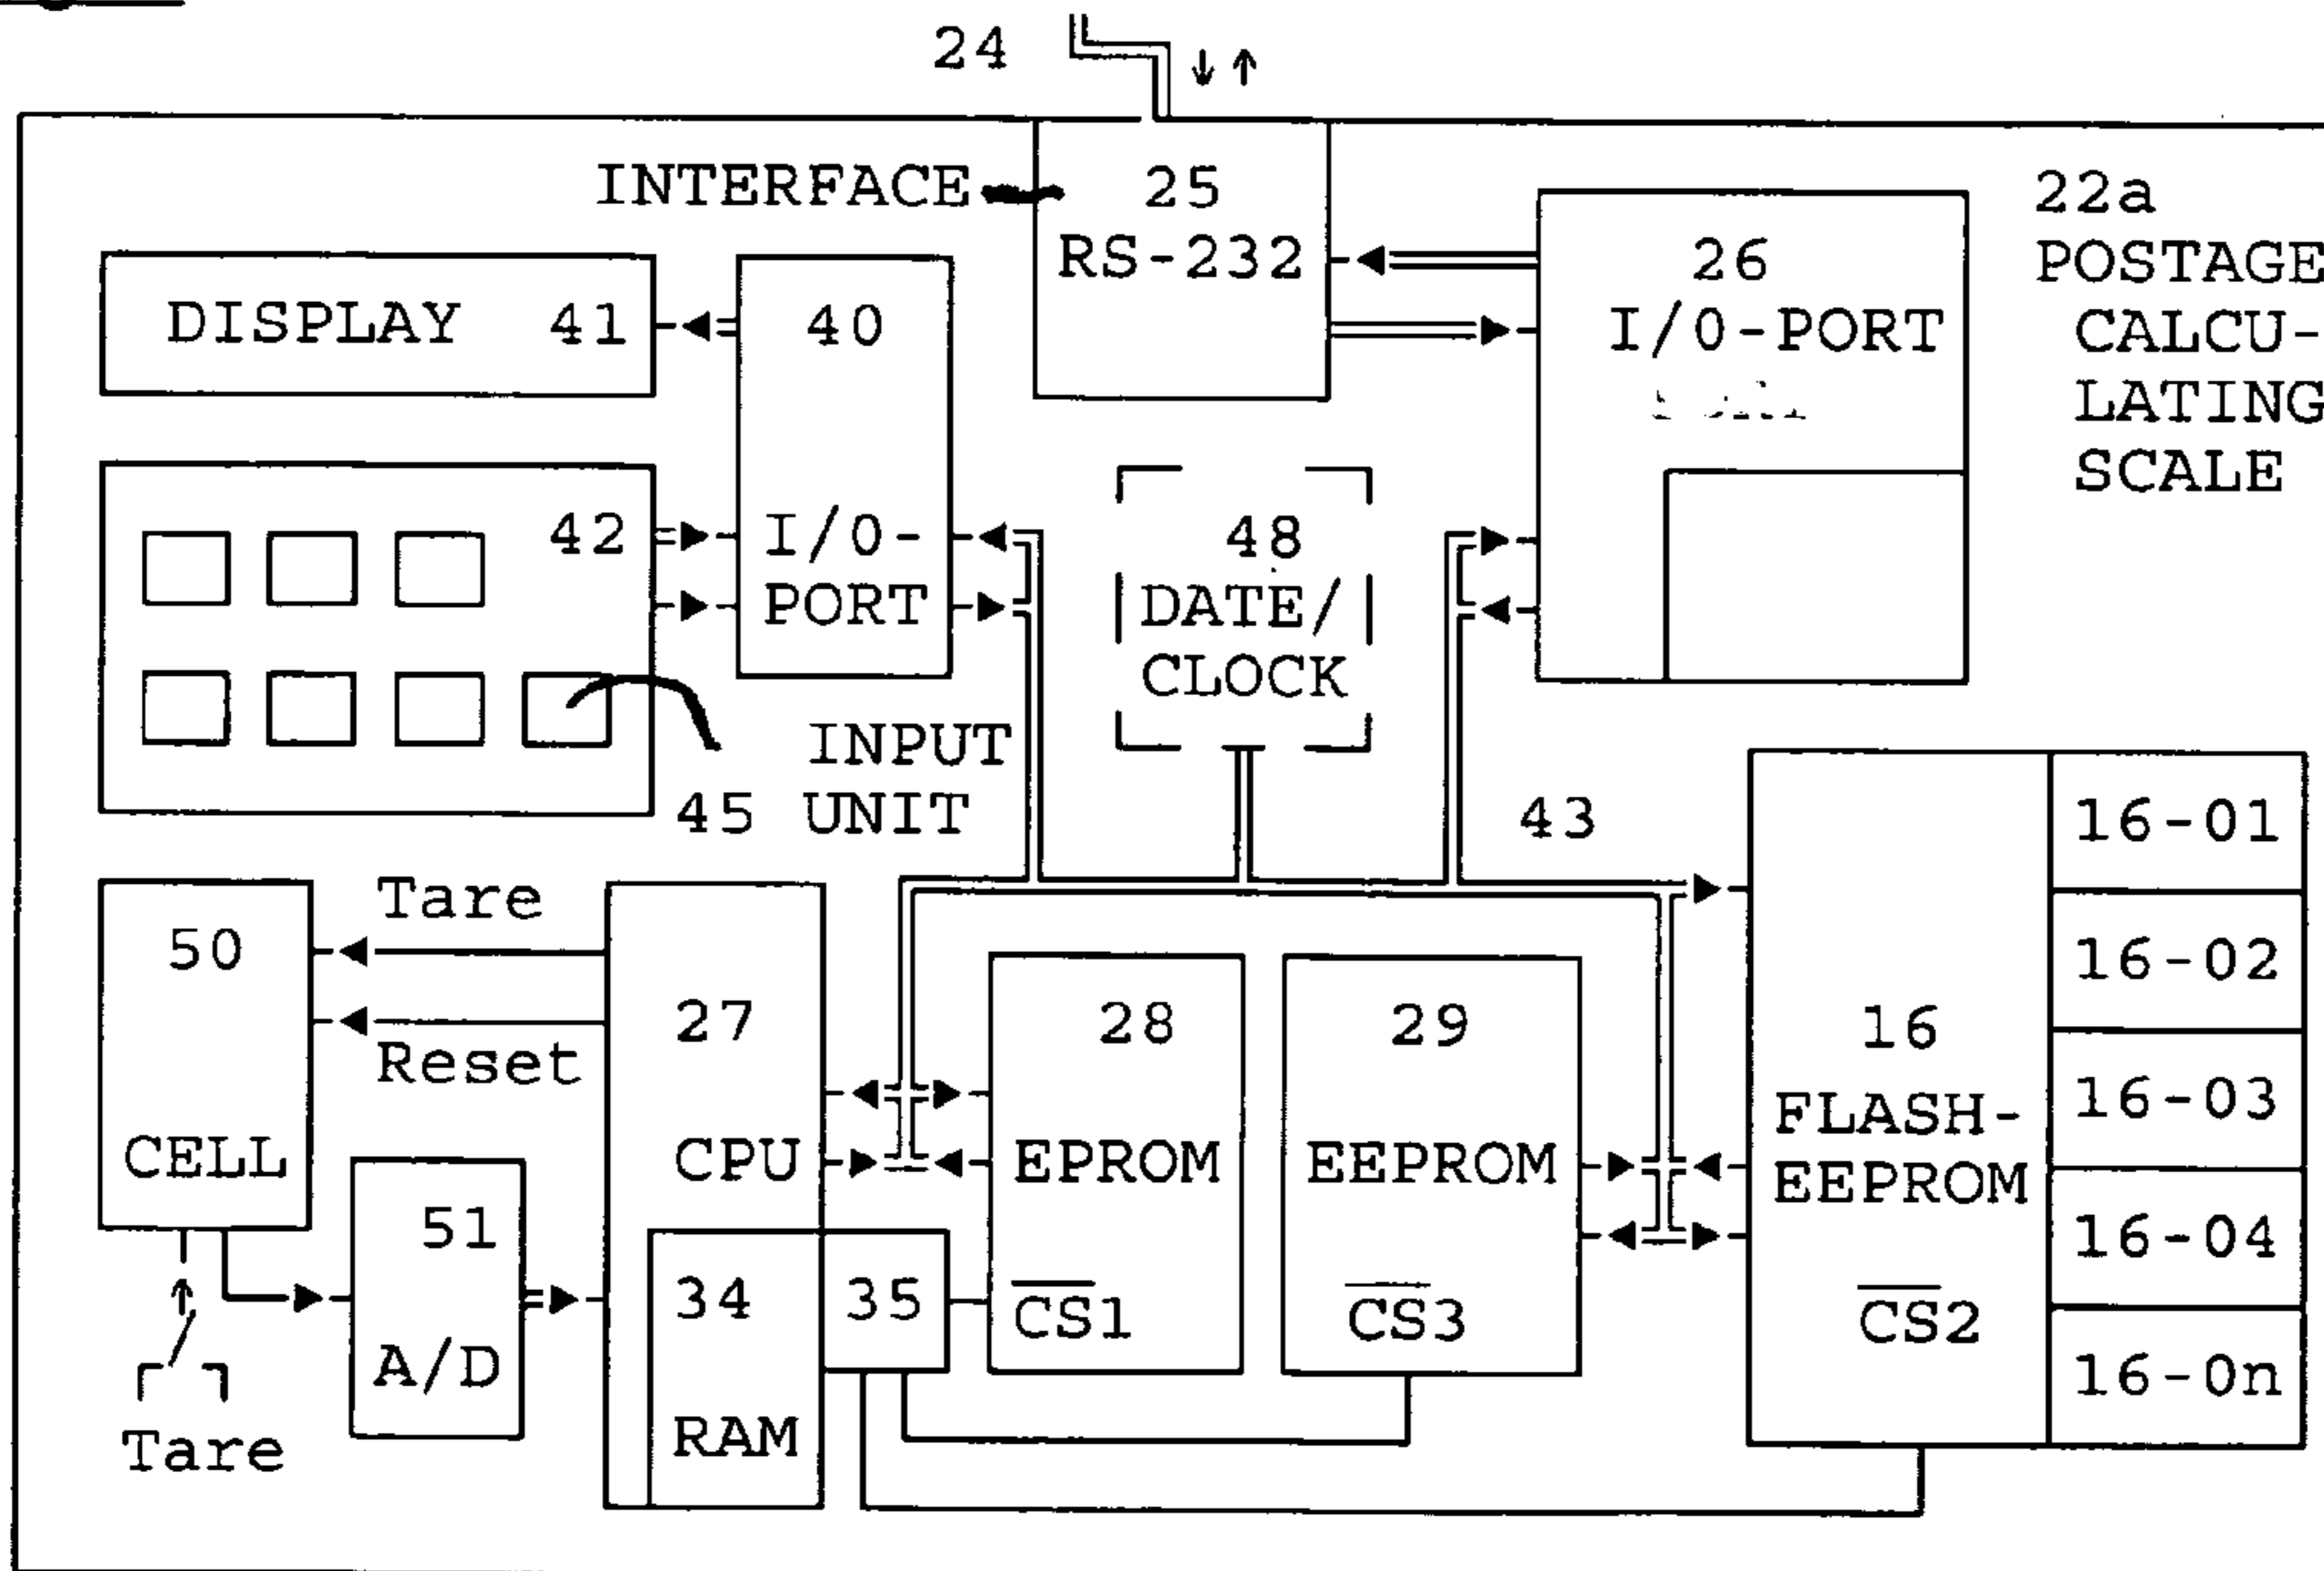 24
INTERFACE
25
RS-232
26
I/O-PORT
22a
POSTAGE
CALCU-
LATING
SCALE
DISPLAY 41
40
I/O-
PORT
42
48
DATE/
CLOCK
45
INPUT
UNIT
43
50
CELL
Tare
Reset
27
CPU
28
EPROM
CS1
29
EEPROM
CS3
16
FLASH-
EEPROM
CS2
16-01
16-02
16-03
16-04
16-0n
51
A/D
34
RAM
35
Tare